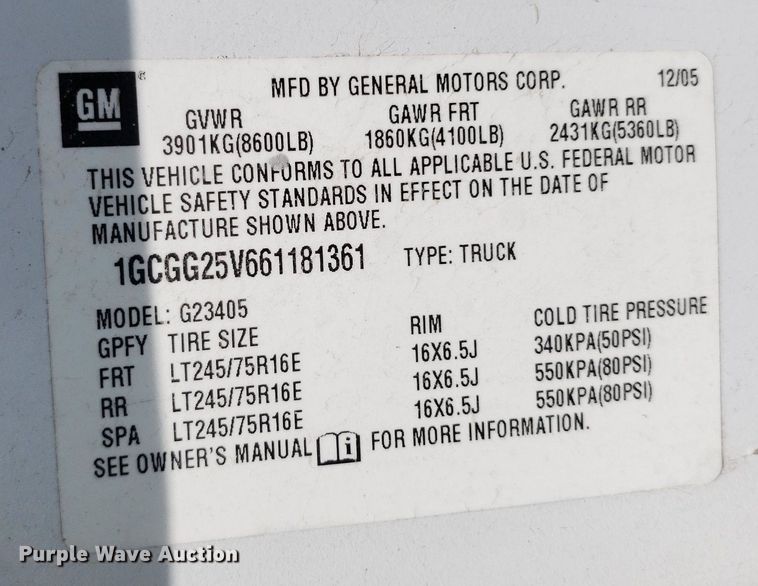 GM
MFD BY GENERAL MOTORS CORP. 12/05
GVWR GAWR FRT GAWR RR
3901KG(8600LB) 1860KG(4100LB) 2431KG(5360LB)
THIS VEHICLE CONFORMS TO ALL APPLICABLE U.S. FEDERAL MOTOR
VEHICLE SAFETY STANDARDS IN EFFECT ON THE DATE OF
MANUFACTURE SHOWN ABOVE.
1GCGG25V661181361 TYPE: TRUCK
MODEL: G23405
GPFY TIRE SIZE RIM COLD TIRE PRESSURE
FRT LT245/75R16E 16X6.5J 340KPA(50PSI)
RR LT245/75R16E 16X6.5J 550KPA(80PSI)
SPA LT245/75R16E 16X6.5J 550KPA(80PSI)
SEE OWNER'S MANUAL i FOR MORE INFORMATION.
Purple Wave Auction